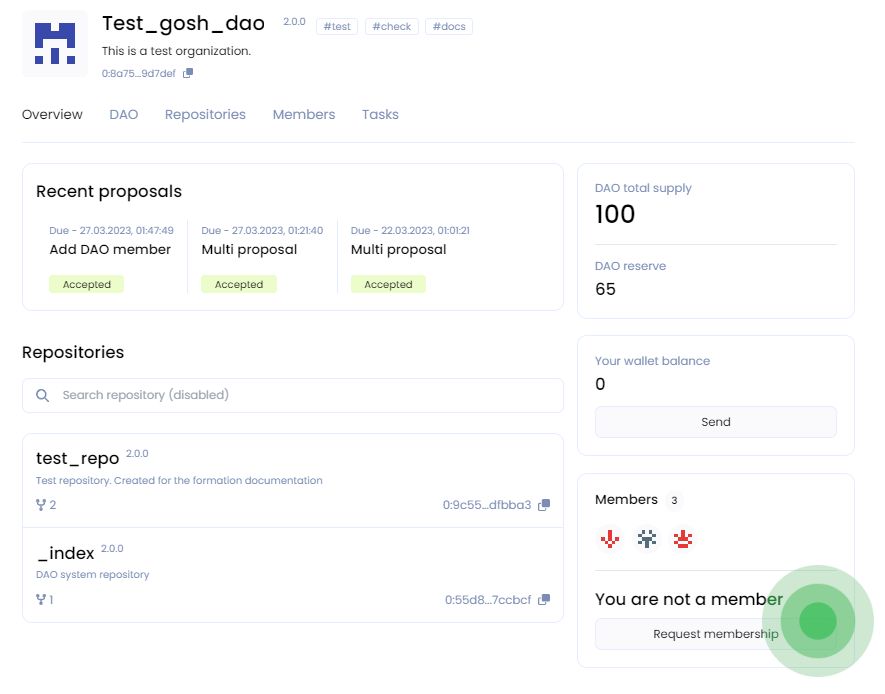 Test_gosh_dao 2.0.0 #test #check #docs
This is a test organization.
0:8a75...9d7def
Overview DAO Repositories Members Tasks
Recent proposals
Due - 27.03.2023, 01:47:49
Add DAO member
Accepted
Due - 27.03.2023, 01:21:40
Multi proposal
Accepted
Due - 22.03.2023, 01:01:21
Multi proposal
Accepted
Repositories
Search repository (disabled)
test_repo 2.0.0
Test repository. Created for the formation documentation
2 0:9c55...dfbba3
_index 2.0.0
DAO system repository
1 0:55d8...7ccbcf
DAO total supply
100
DAO reserve
65
Your wallet balance
0
Send
Members 3
You are not a member
Request membership